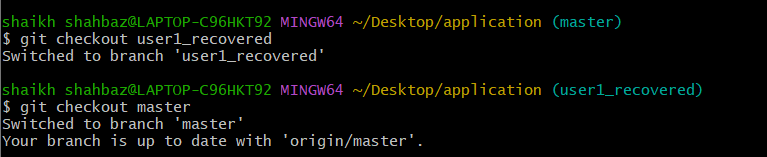 shaikh shahbaz@LAPTOP-C96HKT92 MINGW64 ~/Desktop/application (master)
$ git checkout user1_recovered
Switched to branch 'user1_recovered'
shaikh shahbaz@LAPTOP-C96HKT92 MINGW64 ~/Desktop/application (user1_recovered)
$ git checkout master
Switched to branch 'master'
Your branch is up to date with 'origin/master'.